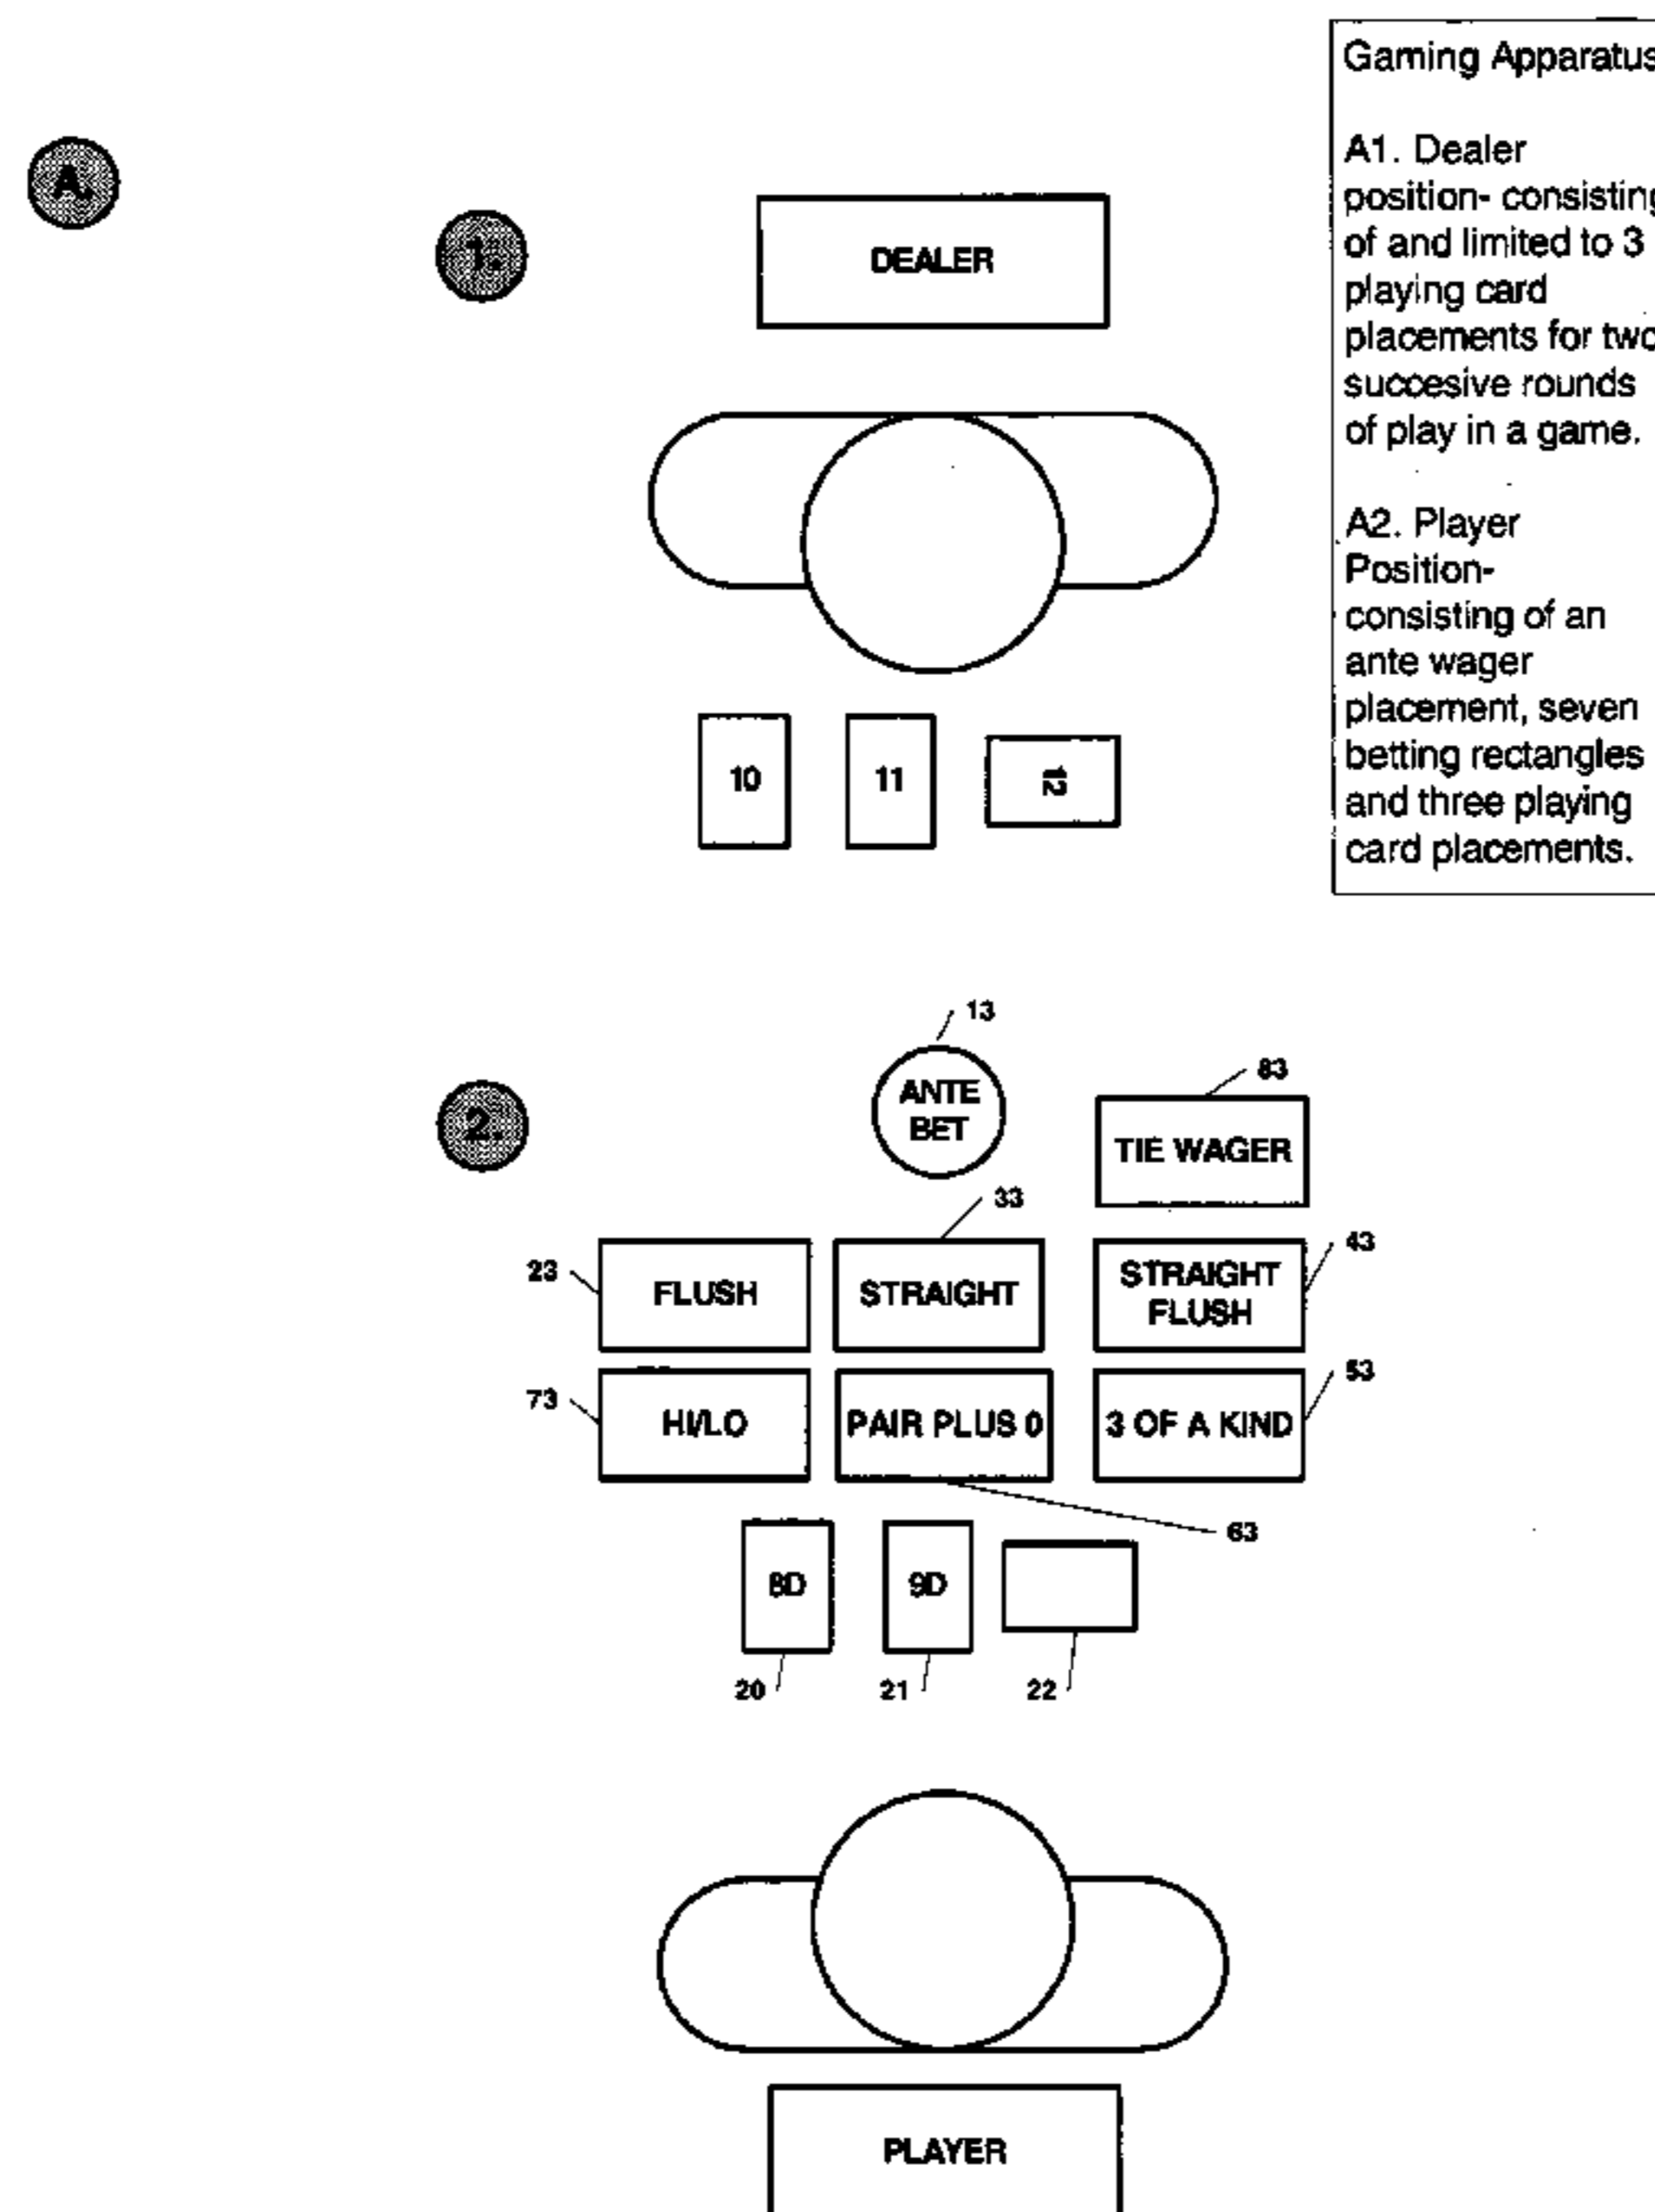 Gaming Apparatus
A1. Dealer
position- consisting
of and limited to 3
playing card
placements for two
succesive rounds
of play in a game.
A2. Player
Position-
consisting of an
ante wager
placement, seven
betting rectangles
and three playing
card placements.
A.
1.
DEALER
10
11
12
2.
13
ANTE
BET
83
TIE WAGER
33
23
FLUSH
STRAIGHT
STRAIGHT
FLUSH
43
73
HI/LO
PAIR PLUS 0
3 OF A KIND
53
63
8D
9D
20
21
22
PLAYER